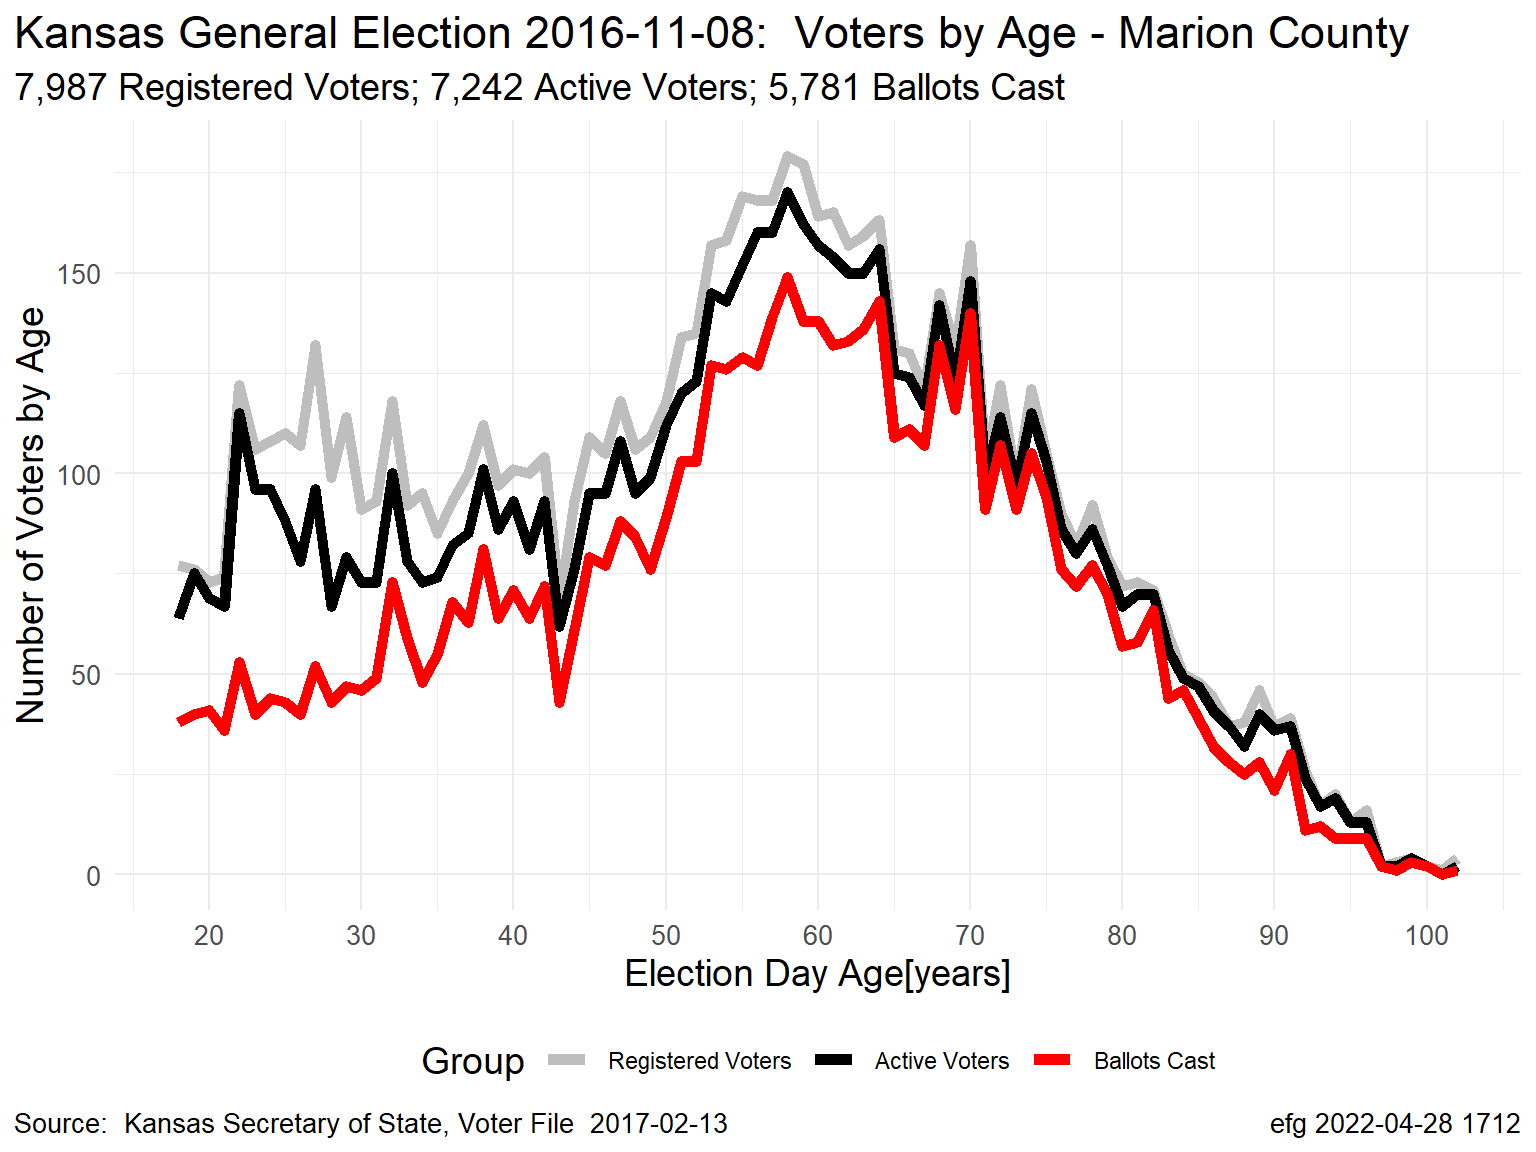 Kansas General Election 2016-11-08:  Voters by Age - Marion County
7,987 Registered Voters; 7,242 Active Voters; 5,781 Ballots Cast
Number of Voters by Age
150
100
50
0
20 30 40 50 60 70 80 90 100
Election Day Age[years]
Group Registered Voters Active Voters Ballots Cast
Source:  Kansas Secretary of State, Voter File  2017-02-13
efg 2022-04-28 1712